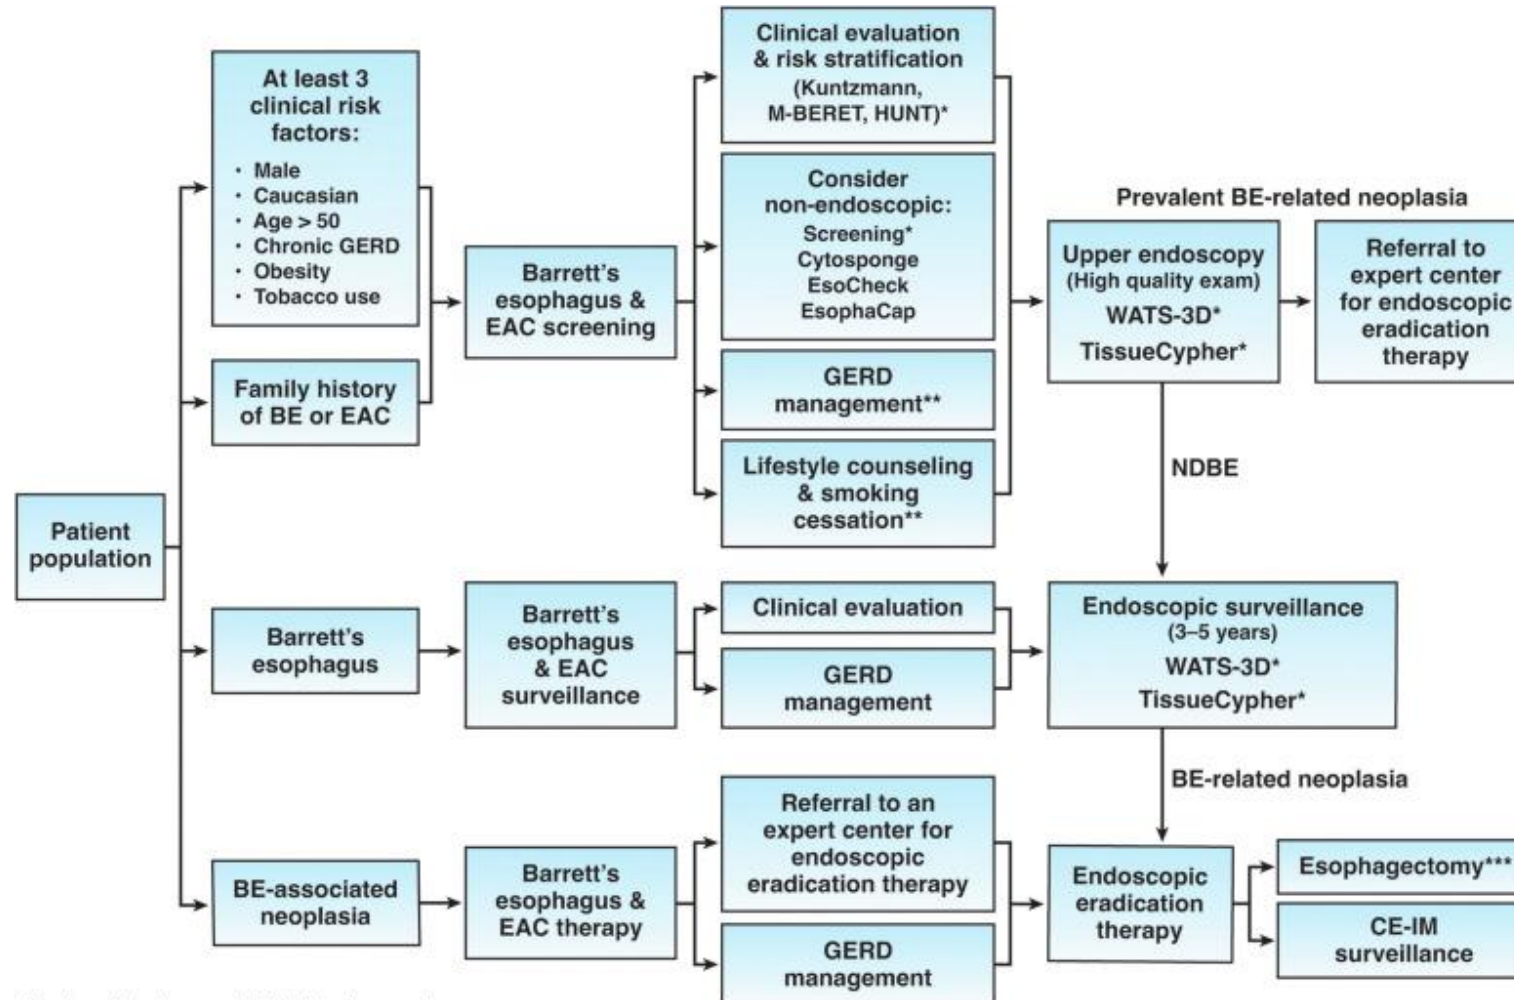 Patient
population
At least 3
clinical risk
factors:
• Male
• Caucasian
• Age > 50
• Chronic GERD
• Obesity
• Tobacco use
Family history
of BE or EAC
Barrett's
esophagus &
EAC screening
Clinical evaluation
& risk stratification
(Kuntzmann,
M-BERET, HUNT)*
Consider
non-endoscopic:
Screening*
Cytosponge
EsoCheck
EsophaCap
GERD
management**
Lifestyle counseling
& smoking
cessation**
Prevalent BE-related neoplasia
Upper endoscopy
(High quality exam)
WATS-3D*
TissueCypher*
Referral to
expert center
for endoscopic
eradication
therapy
NDBE
Barrett's
esophagus
Barrett's
esophagus
& EAC
surveillance
Clinical evaluation
GERD
management
Endoscopic surveillance
(3–5 years)
WATS-3D*
TissueCypher*
BE-related neoplasia
BE-associated
neoplasia
Barrett's
esophagus &
EAC therapy
Referral to an
expert center for
endoscopic
eradication therapy
GERD
management
Endoscopic
eradication
therapy
Esophagectomy***
CE-IM
surveillance